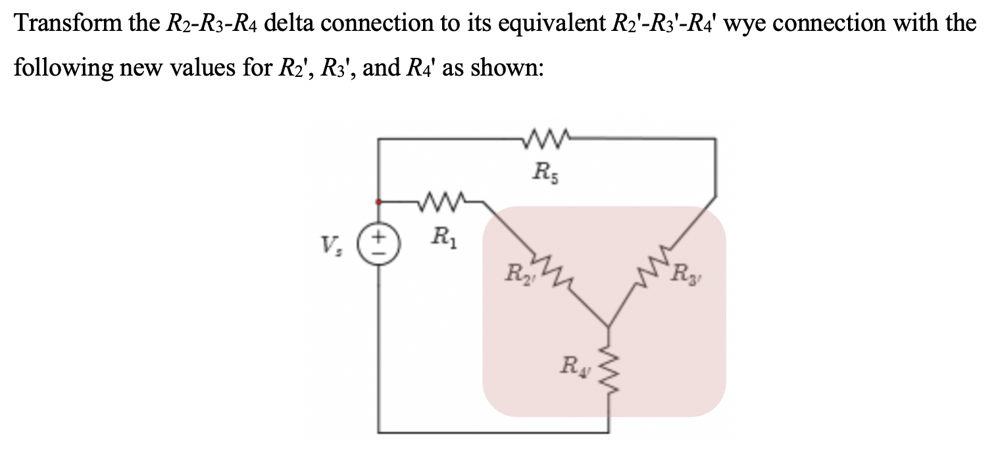 Transform the R2-R3-R4 delta connection to its equivalent R2'-R3'-R4' wye connection with the
following new values for R2', R3', and R4' as shown:
R5
R1
Vs
+
−
R2'
R3'
R4'